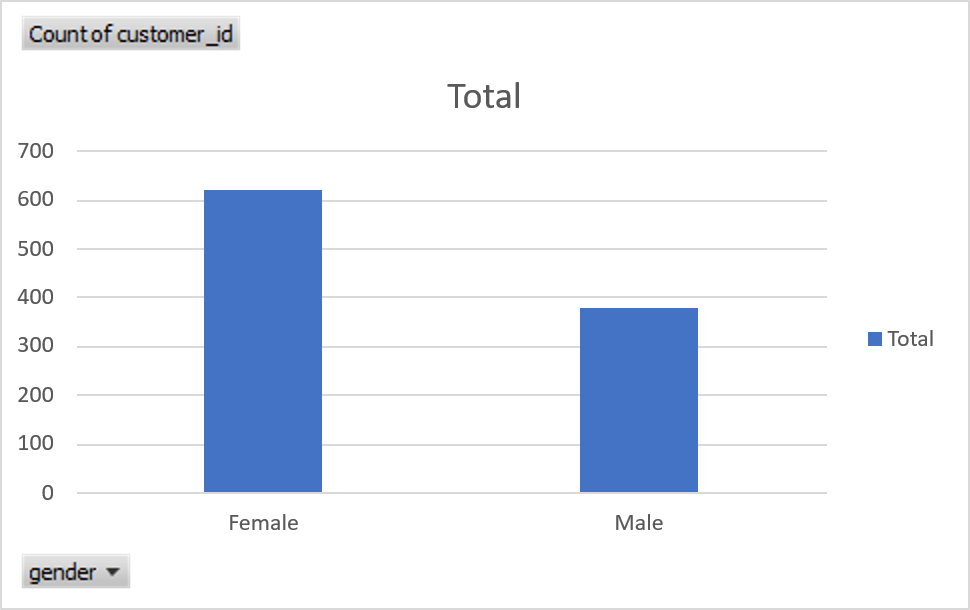 Count of customer_id
Total
700
600
500
400
300
200
100
0
Female
Male
Total
gender